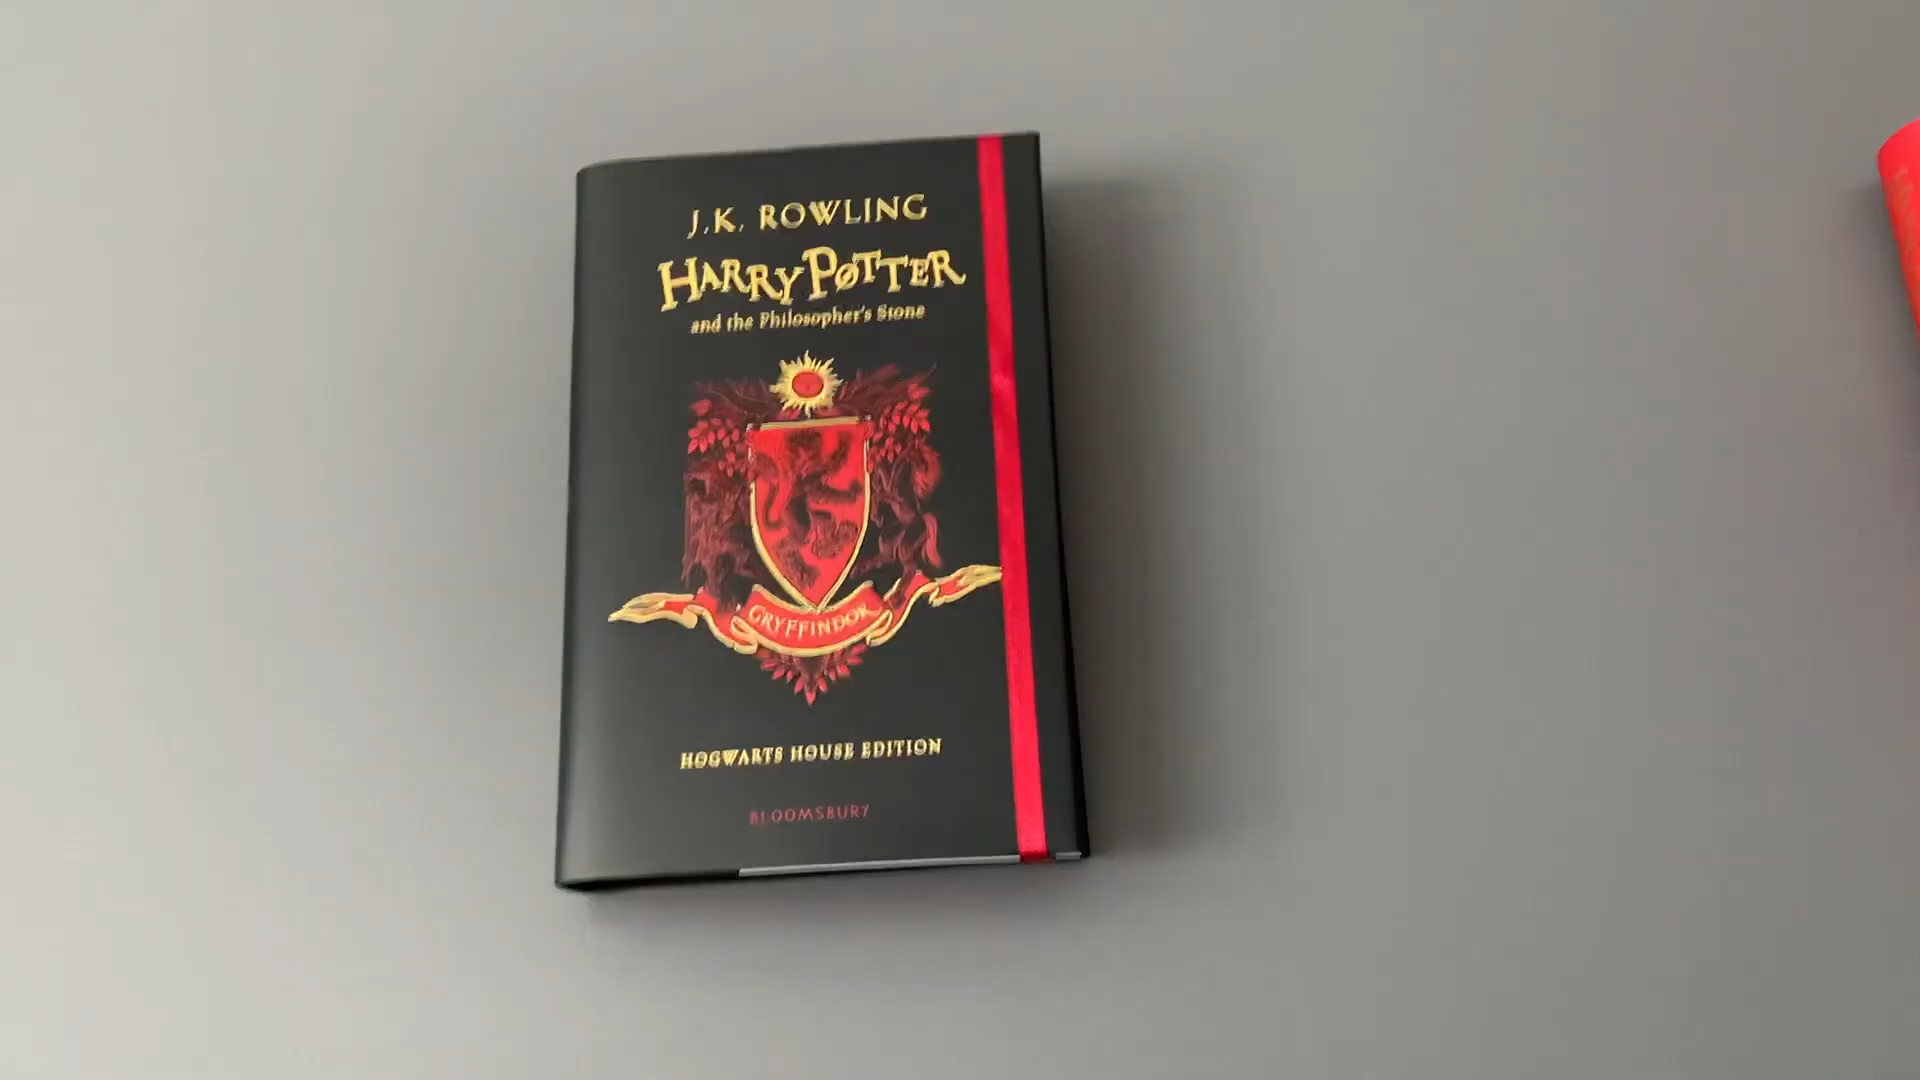 J.K. ROWLING
HARRY POTTER
and the Philosopher's Stone
GRYFFINDOR
HOGWARTS HOUSE EDITION
BLOOMSBURY